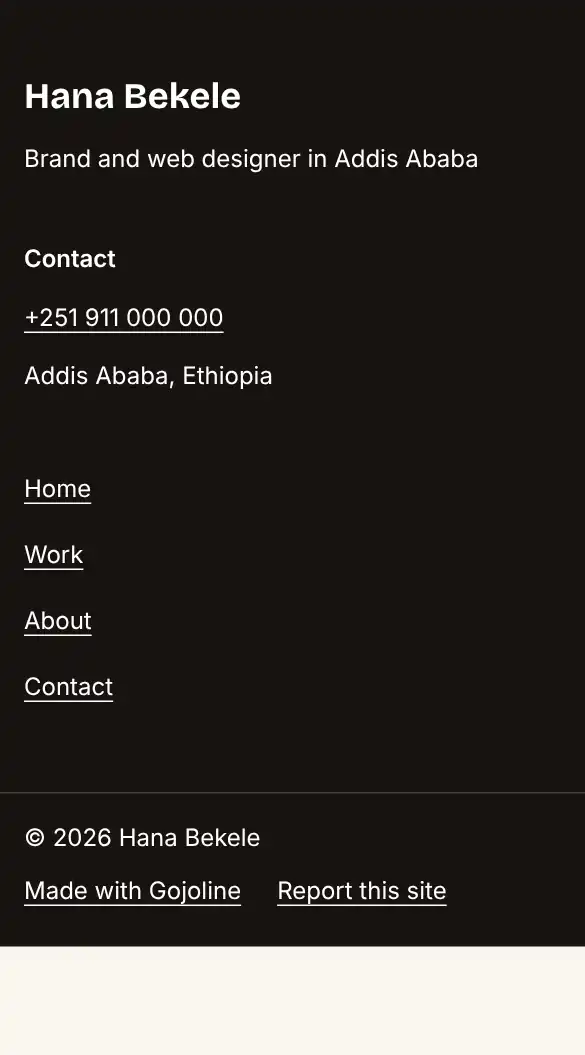 Hana Bekele
Brand and web designer in Addis Ababa
Contact
+251 911 000 000
Addis Ababa, Ethiopia
Home
Work
About
Contact
© 2026 Hana Bekele
Made with Gojoline Report this site